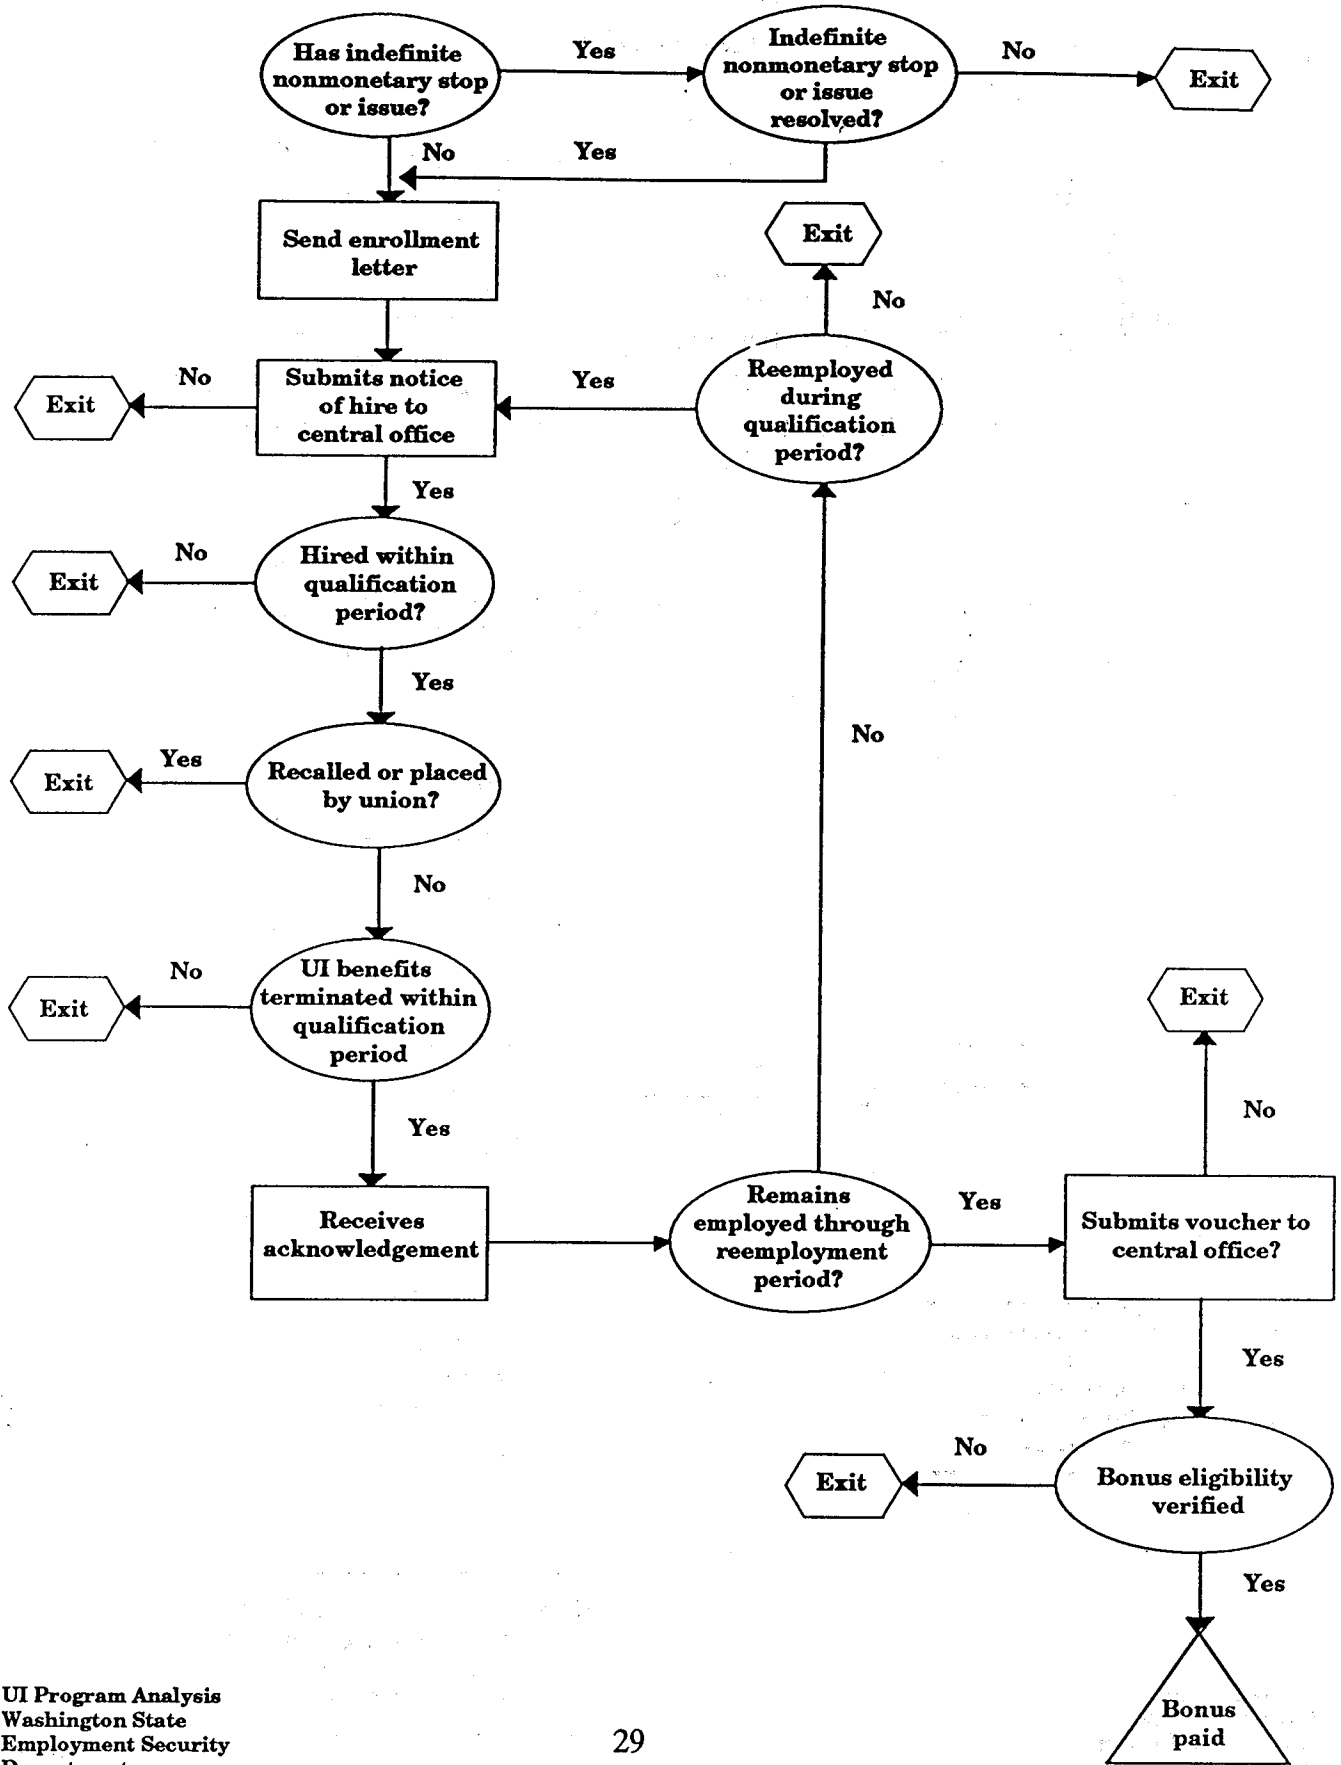 Has indefinite
nonmonetary stop
or issue?
Yes
Indefinite
nonmonetary stop
or issue
resolved?
No
Exit
No
Yes
Send enrollment
letter
Exit
No
Exit
No
Submits notice
of hire to
central office
Yes
Reemployed
during
qualification
period?
Yes
Exit
No
Hired within
qualification
period?
Yes
Exit
Yes
Recalled or placed
by union?
No
No
Exit
No
UI benefits
terminated within
qualification
period
Exit
No
Yes
Receives
acknowledgement
Remains
employed through
reemployment
period?
Yes
Submits voucher to
central office?
Yes
Exit
No
Bonus eligibility
verified
Yes
Bonus
paid
UI Program Analysis
Washington State
Employment Security
29